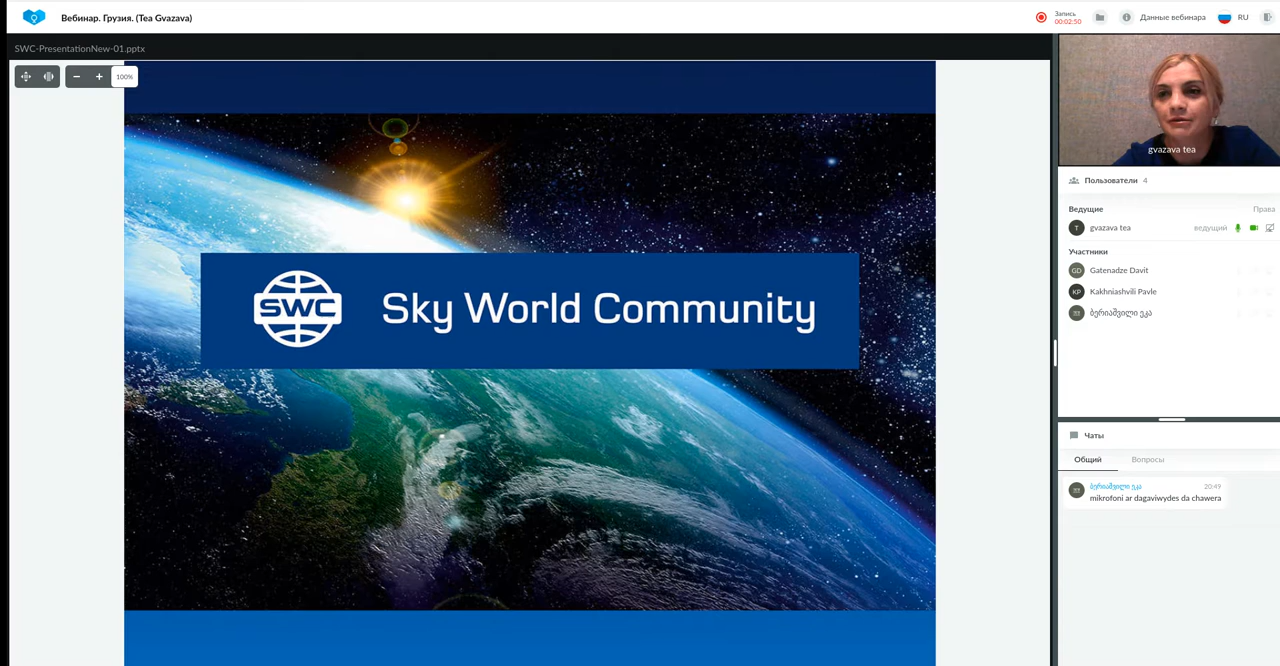 Вебинар. Грузия. (Tea Gvazava)
Запись
00:02:50
Данные вебинара
RU
SWC-PresentationNew-01.pptx
100%
SWC
Sky World Community
gvazava tea
Пользователи 4
Ведущие
Права
T
gvazava tea
ведущий
Участники
GD
Gatenadze Davit
KP
Kakhniashvili Pavle
ბერიაშვილი ეკა
Чаты
Общий
Вопросы
ბერიაშვილი ეკა
20:49
mikrofoni ar dagaviwydes da chawera